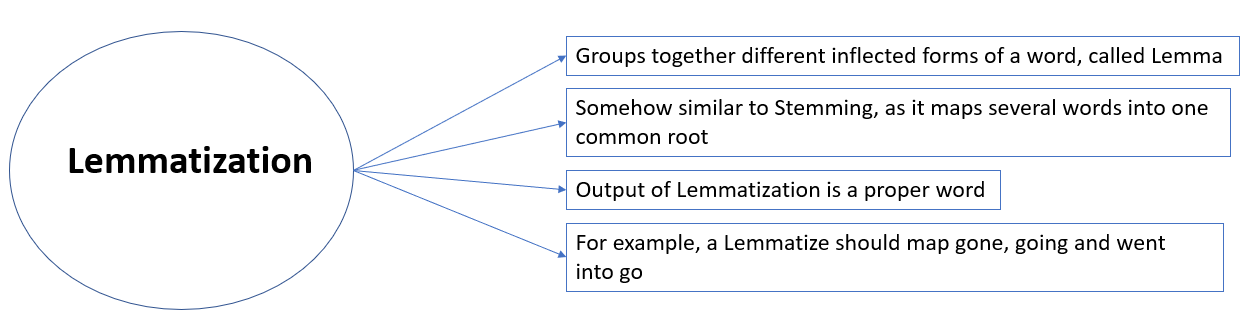 Lemmatization
Groups together different inflected forms of a word, called Lemma
Somehow similar to Stemming, as it maps several words into one
common root
Output of Lemmatization is a proper word
For example, a Lemmatize should map gone, going and went
into go